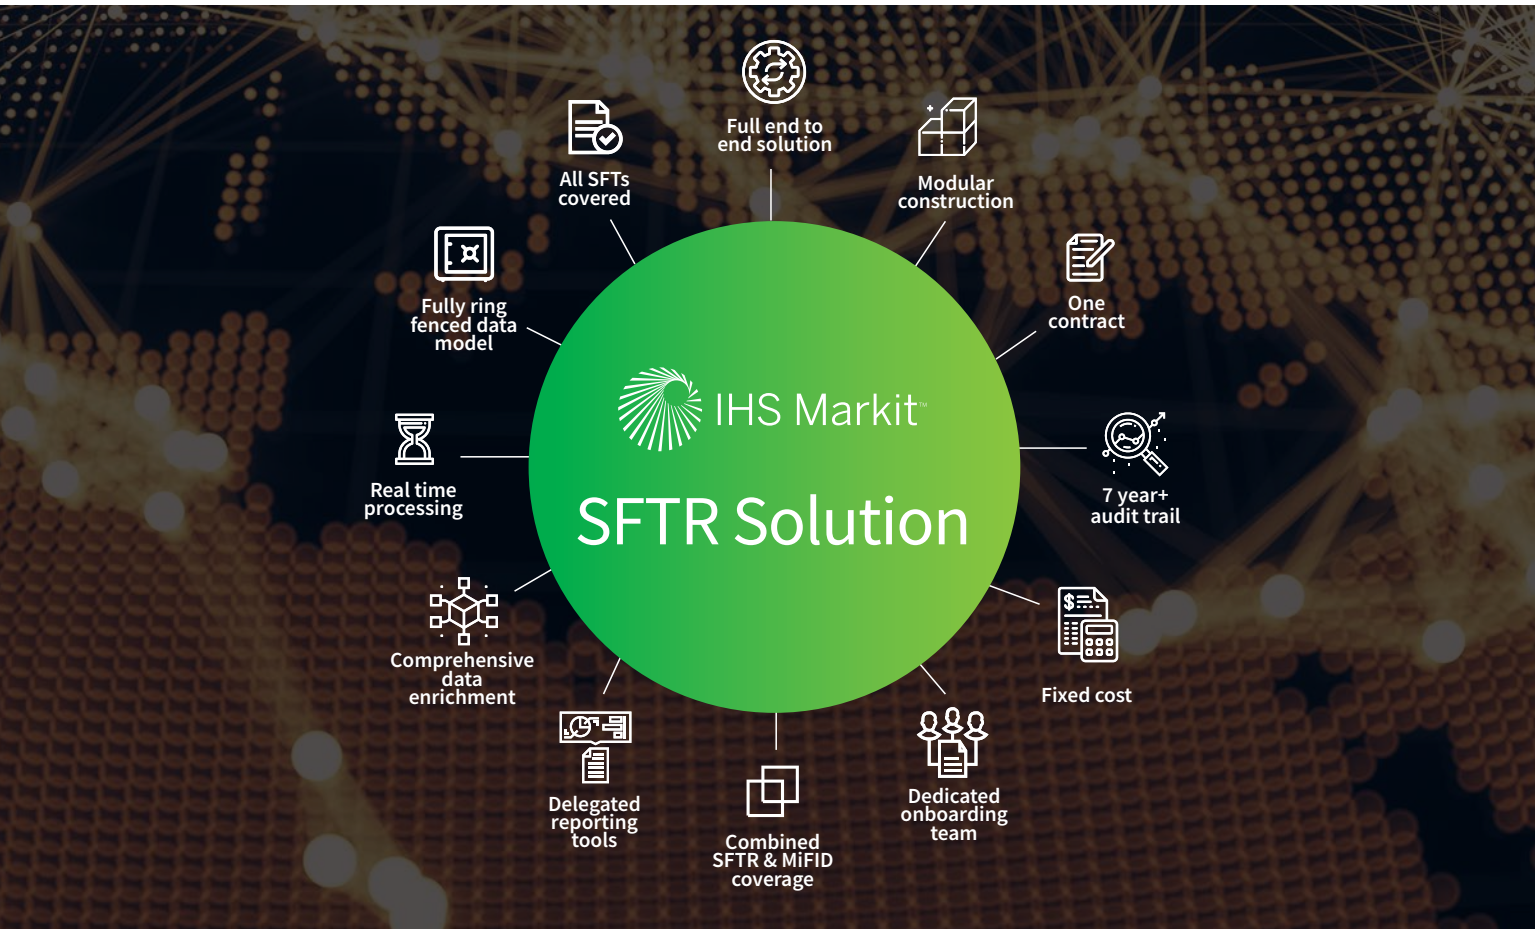 Full end to
end solution
Modular
construction
One
contract
7 year+
audit trail
$
Fixed cost
Dedicated
onboarding
team
Combined
SFTR & MiFID
coverage
Delegated
reporting
tools
Comprehensive
data
enrichment
Real time
processing
Fully ring
fenced data
model
All SFTs
covered
IHS Markit™
SFTR Solution